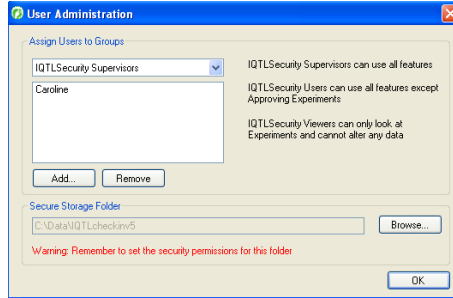 User Administration
Assign Users to Groups
IQTLSecurity Supervisors
Caroline
Add...
Remove
IQTLSecurity Supervisors can use all features
IQTLSecurity Users can use all features except
Approving Experiments
IQTLSecurity Viewers can only look at
Experiments and cannot alter any data
Secure Storage Folder
C:\Data\IQTLcheckinv5
Browse...
Warning: Remember to set the security permissions for this folder
OK